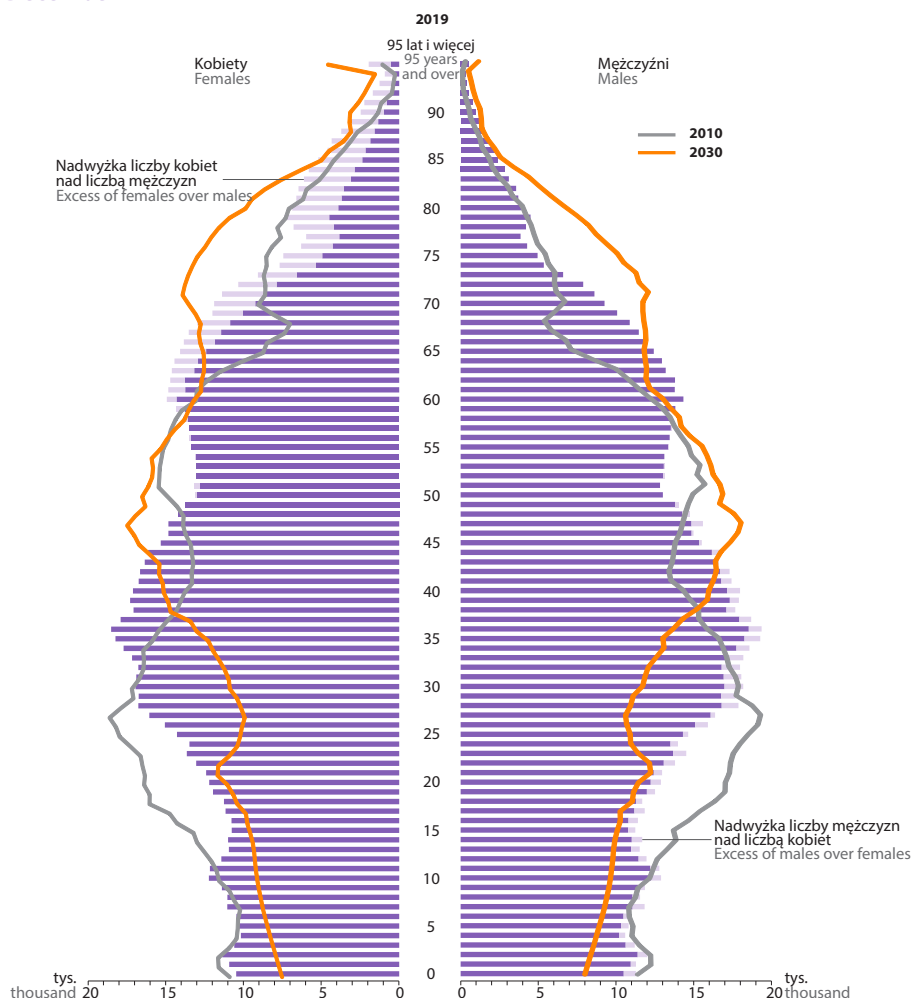 2019
95 lat i więcej
95 years
and over
Kobiety
Females
Mężczyźni
Males
2010
2030
Nadwyżka liczby kobiet
nad liczbą mężczyzn
Excess of females over males
90
85
80
75
70
65
60
55
50
45
40
35
30
25
20
15
10
5
0
Nadwyżka liczby mężczyzn
nad liczbą kobiet
Excess of males over females
tys.
thousand
20 15 10 5 0
0 5 10 15 20
tys.
thousand